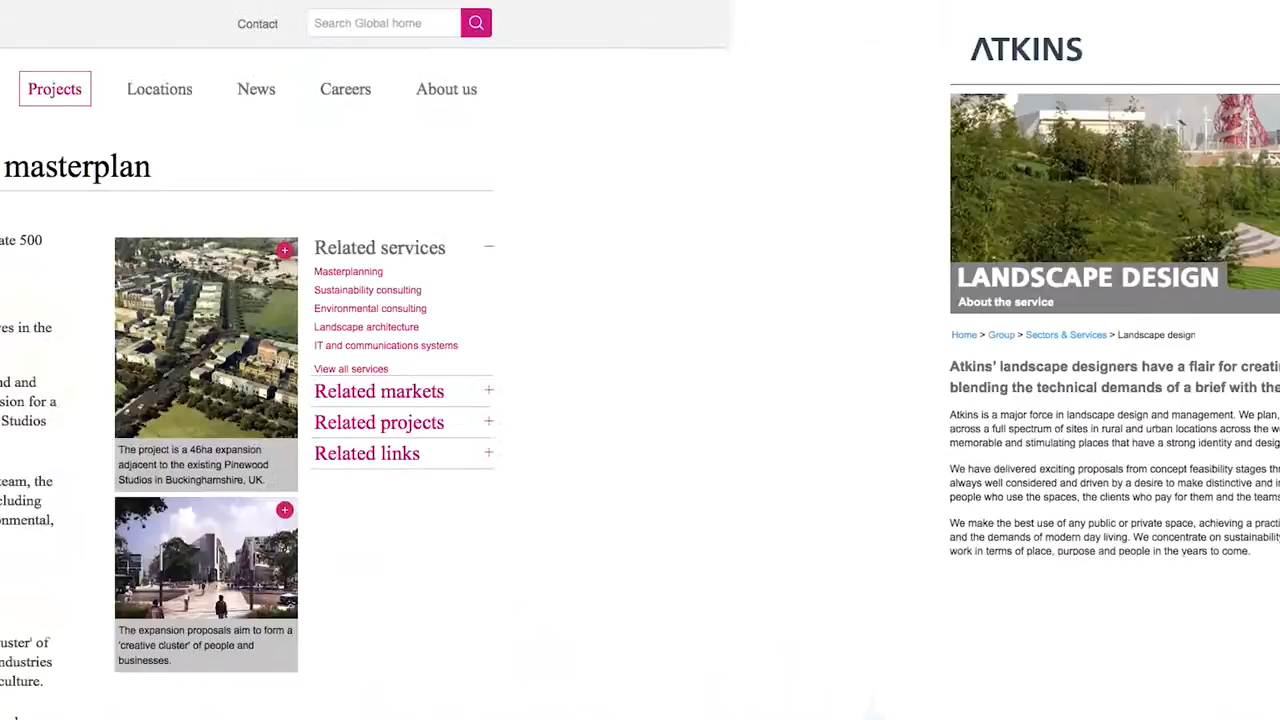 Contact
Search Global home
Projects
Locations
News
Careers
About us
masterplan
ate 500
es in the
nd and
sion for a
Studios
team, the
cluding
onmental,
uster' of
ndustries
culture.
The project is a 46ha expansion
adjacent to the existing Pinewood
Studios in Buckinghamshire, UK.
The expansion proposals aim to form a
'creative cluster' of people and
businesses.
Related services
Masterplanning
Sustainability consulting
Environmental consulting
Landscape architecture
IT and communications systems
View all services
Related markets
Related projects
Related links
ATKINS
LANDSCAPE DESIGN
About the service
Home > Group > Sectors & Services > Landscape design
Atkins' landscape designers have a flair for creati
blending the technical demands of a brief with the
Atkins is a major force in landscape design and management. We plan,
across a full spectrum of sites in rural and urban locations across the w
memorable and stimulating places that have a strong identity and desig
We have delivered exciting proposals from concept feasibility stages thr
always well considered and driven by a desire to make distinctive and in
people who use the spaces, the clients who pay for them and the teams
We make the best use of any public or private space, achieving a practi
and the demands of modern day living. We concentrate on sustainability
work in terms of place, purpose and people in the years to come.